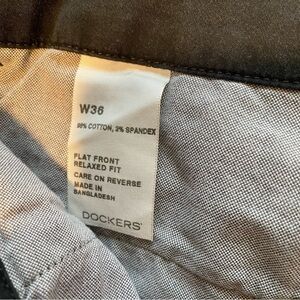 W36
98% COTTON, 2% SPANDEX
FLAT FRONT
RELAXED FIT
CARE ON REVERSE
MADE IN
BANGLADESH
DOCKERS'